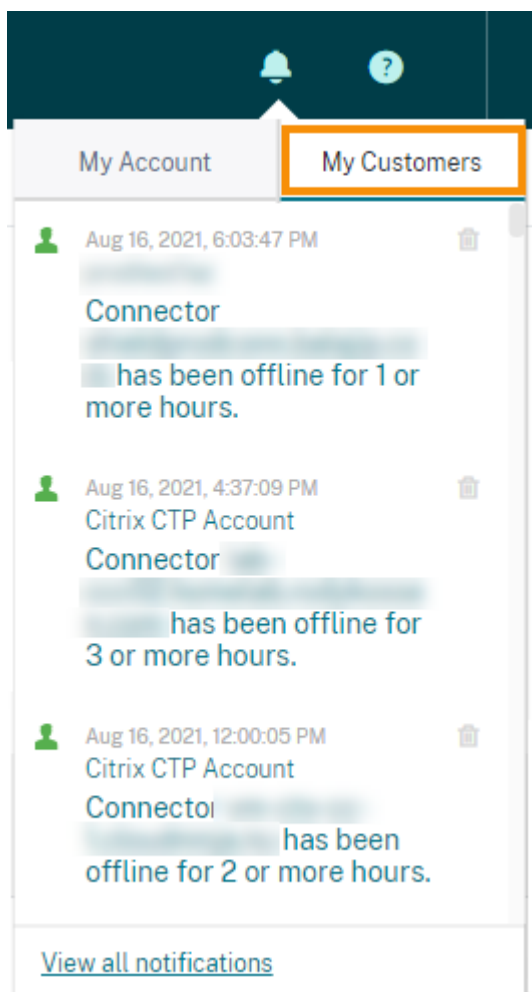 ?
My Account
My Customers
Aug 16, 2021, 6:03:47 PM
Connector
has been offline for 1 or
more hours.
Aug 16, 2021, 4:37:09 PM
Citrix CTP Account
Connector
has been offline for
3 or more hours.
Aug 16, 2021, 12:00:05 PM
Citrix CTP Account
Connector
has been
offline for 2 or more hours.
View all notifications